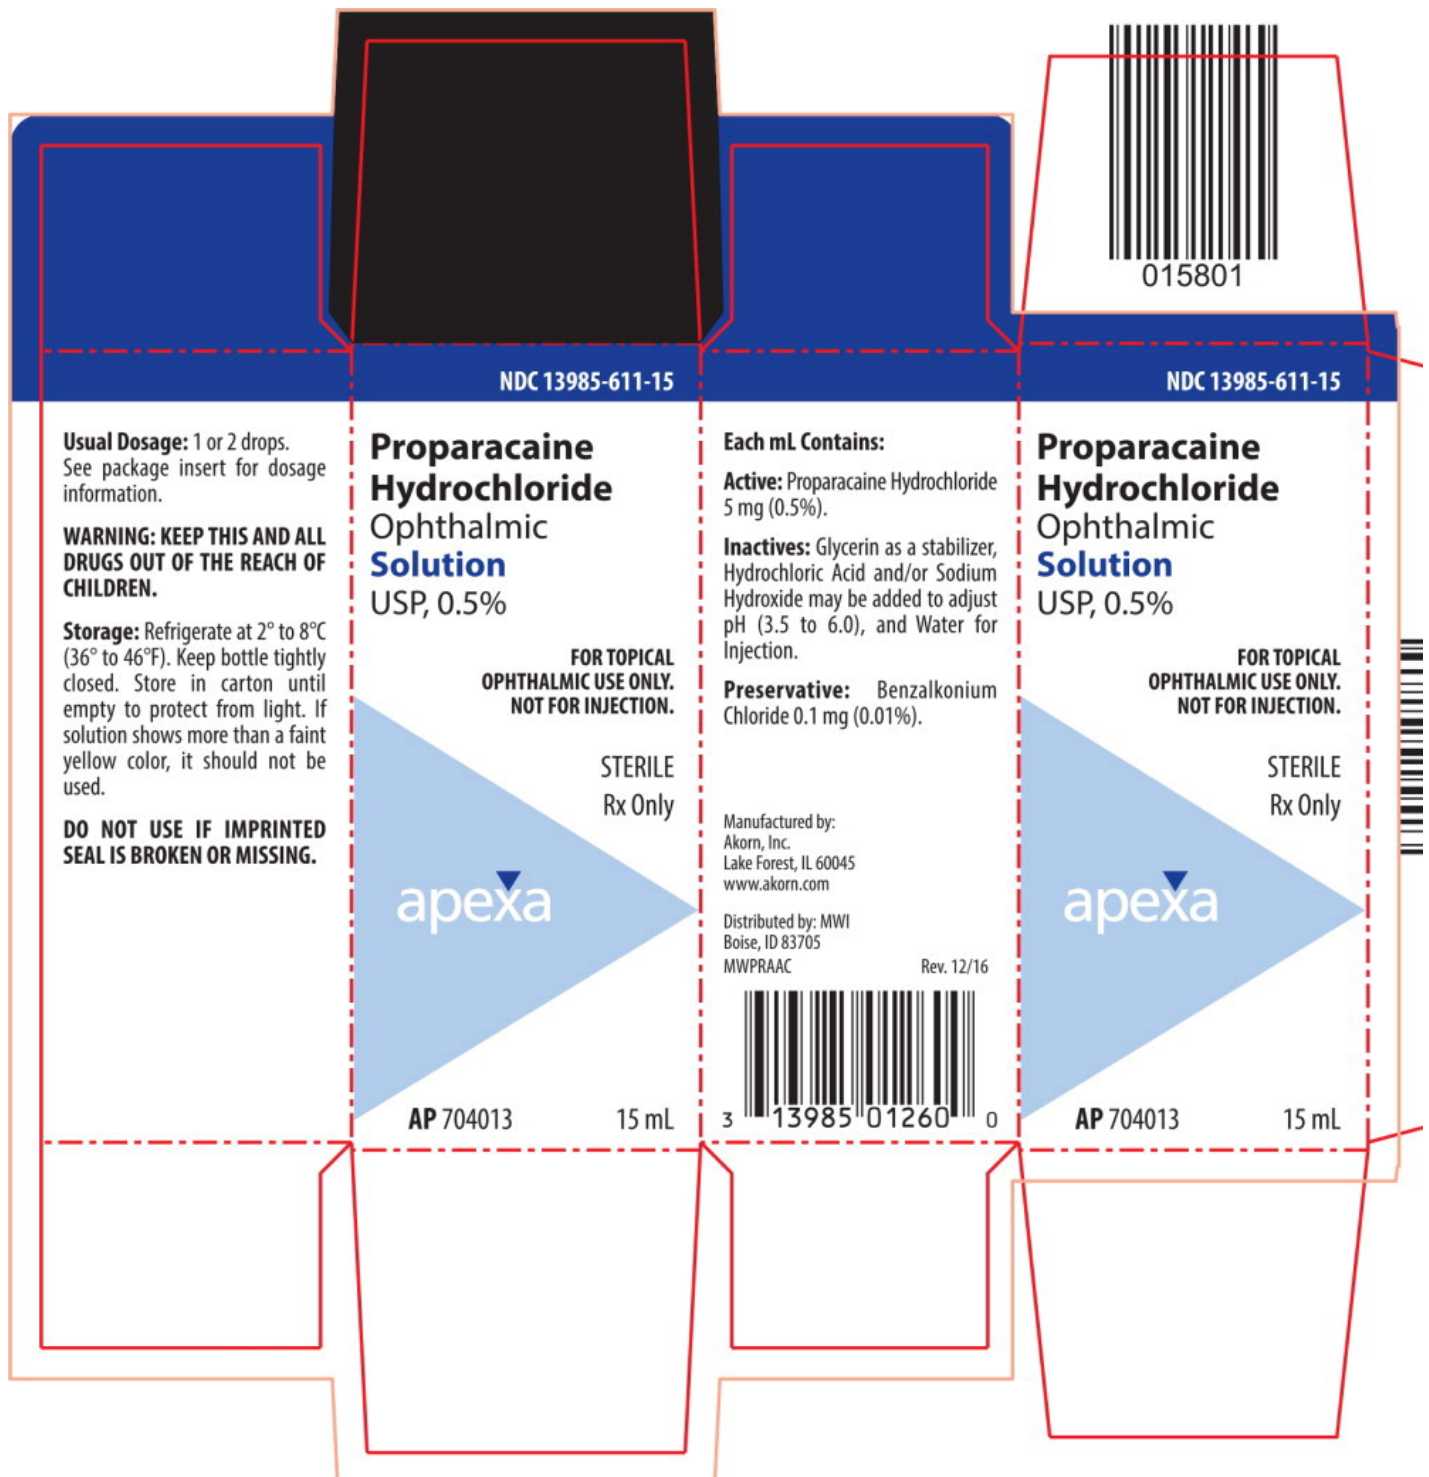 015801
NDC 13985-611-15
NDC 13985-611-15
Usual Dosage: 1 or 2 drops.
See package insert for dosage
information.
WARNING: KEEP THIS AND ALL
DRUGS OUT OF THE REACH OF
CHILDREN.
Storage: Refrigerate at 2° to 8°C
(36° to 46°F). Keep bottle tightly
closed. Store in carton until
empty to protect from light. If
solution shows more than a faint
yellow color, it should not be
used.
DO NOT USE IF IMPRINTED
SEAL IS BROKEN OR MISSING.
Proparacaine
Hydrochloride
Ophthalmic
Solution
USP, 0.5%
FOR TOPICAL
OPHTHALMIC USE ONLY.
NOT FOR INJECTION.
STERILE
Rx Only
apexa
AP 704013 15 mL
Each mL Contains:
Active: Proparacaine Hydrochloride
5 mg (0.5%).
Inactives: Glycerin as a stabilizer,
Hydrochloric Acid and/or Sodium
Hydroxide may be added to adjust
pH (3.5 to 6.0), and Water for
Injection.
Preservative: Benzalkonium
Chloride 0.1 mg (0.01%).
Manufactured by:
Akorn, Inc.
Lake Forest, IL 60045
www.akorn.com
Distributed by: MWI
Boise, ID 83705
MWPRAAC Rev. 12/16
3 13985 01260 0
Proparacaine
Hydrochloride
Ophthalmic
Solution
USP, 0.5%
FOR TOPICAL
OPHTHALMIC USE ONLY.
NOT FOR INJECTION.
STERILE
Rx Only
apexa
AP 704013 15 mL